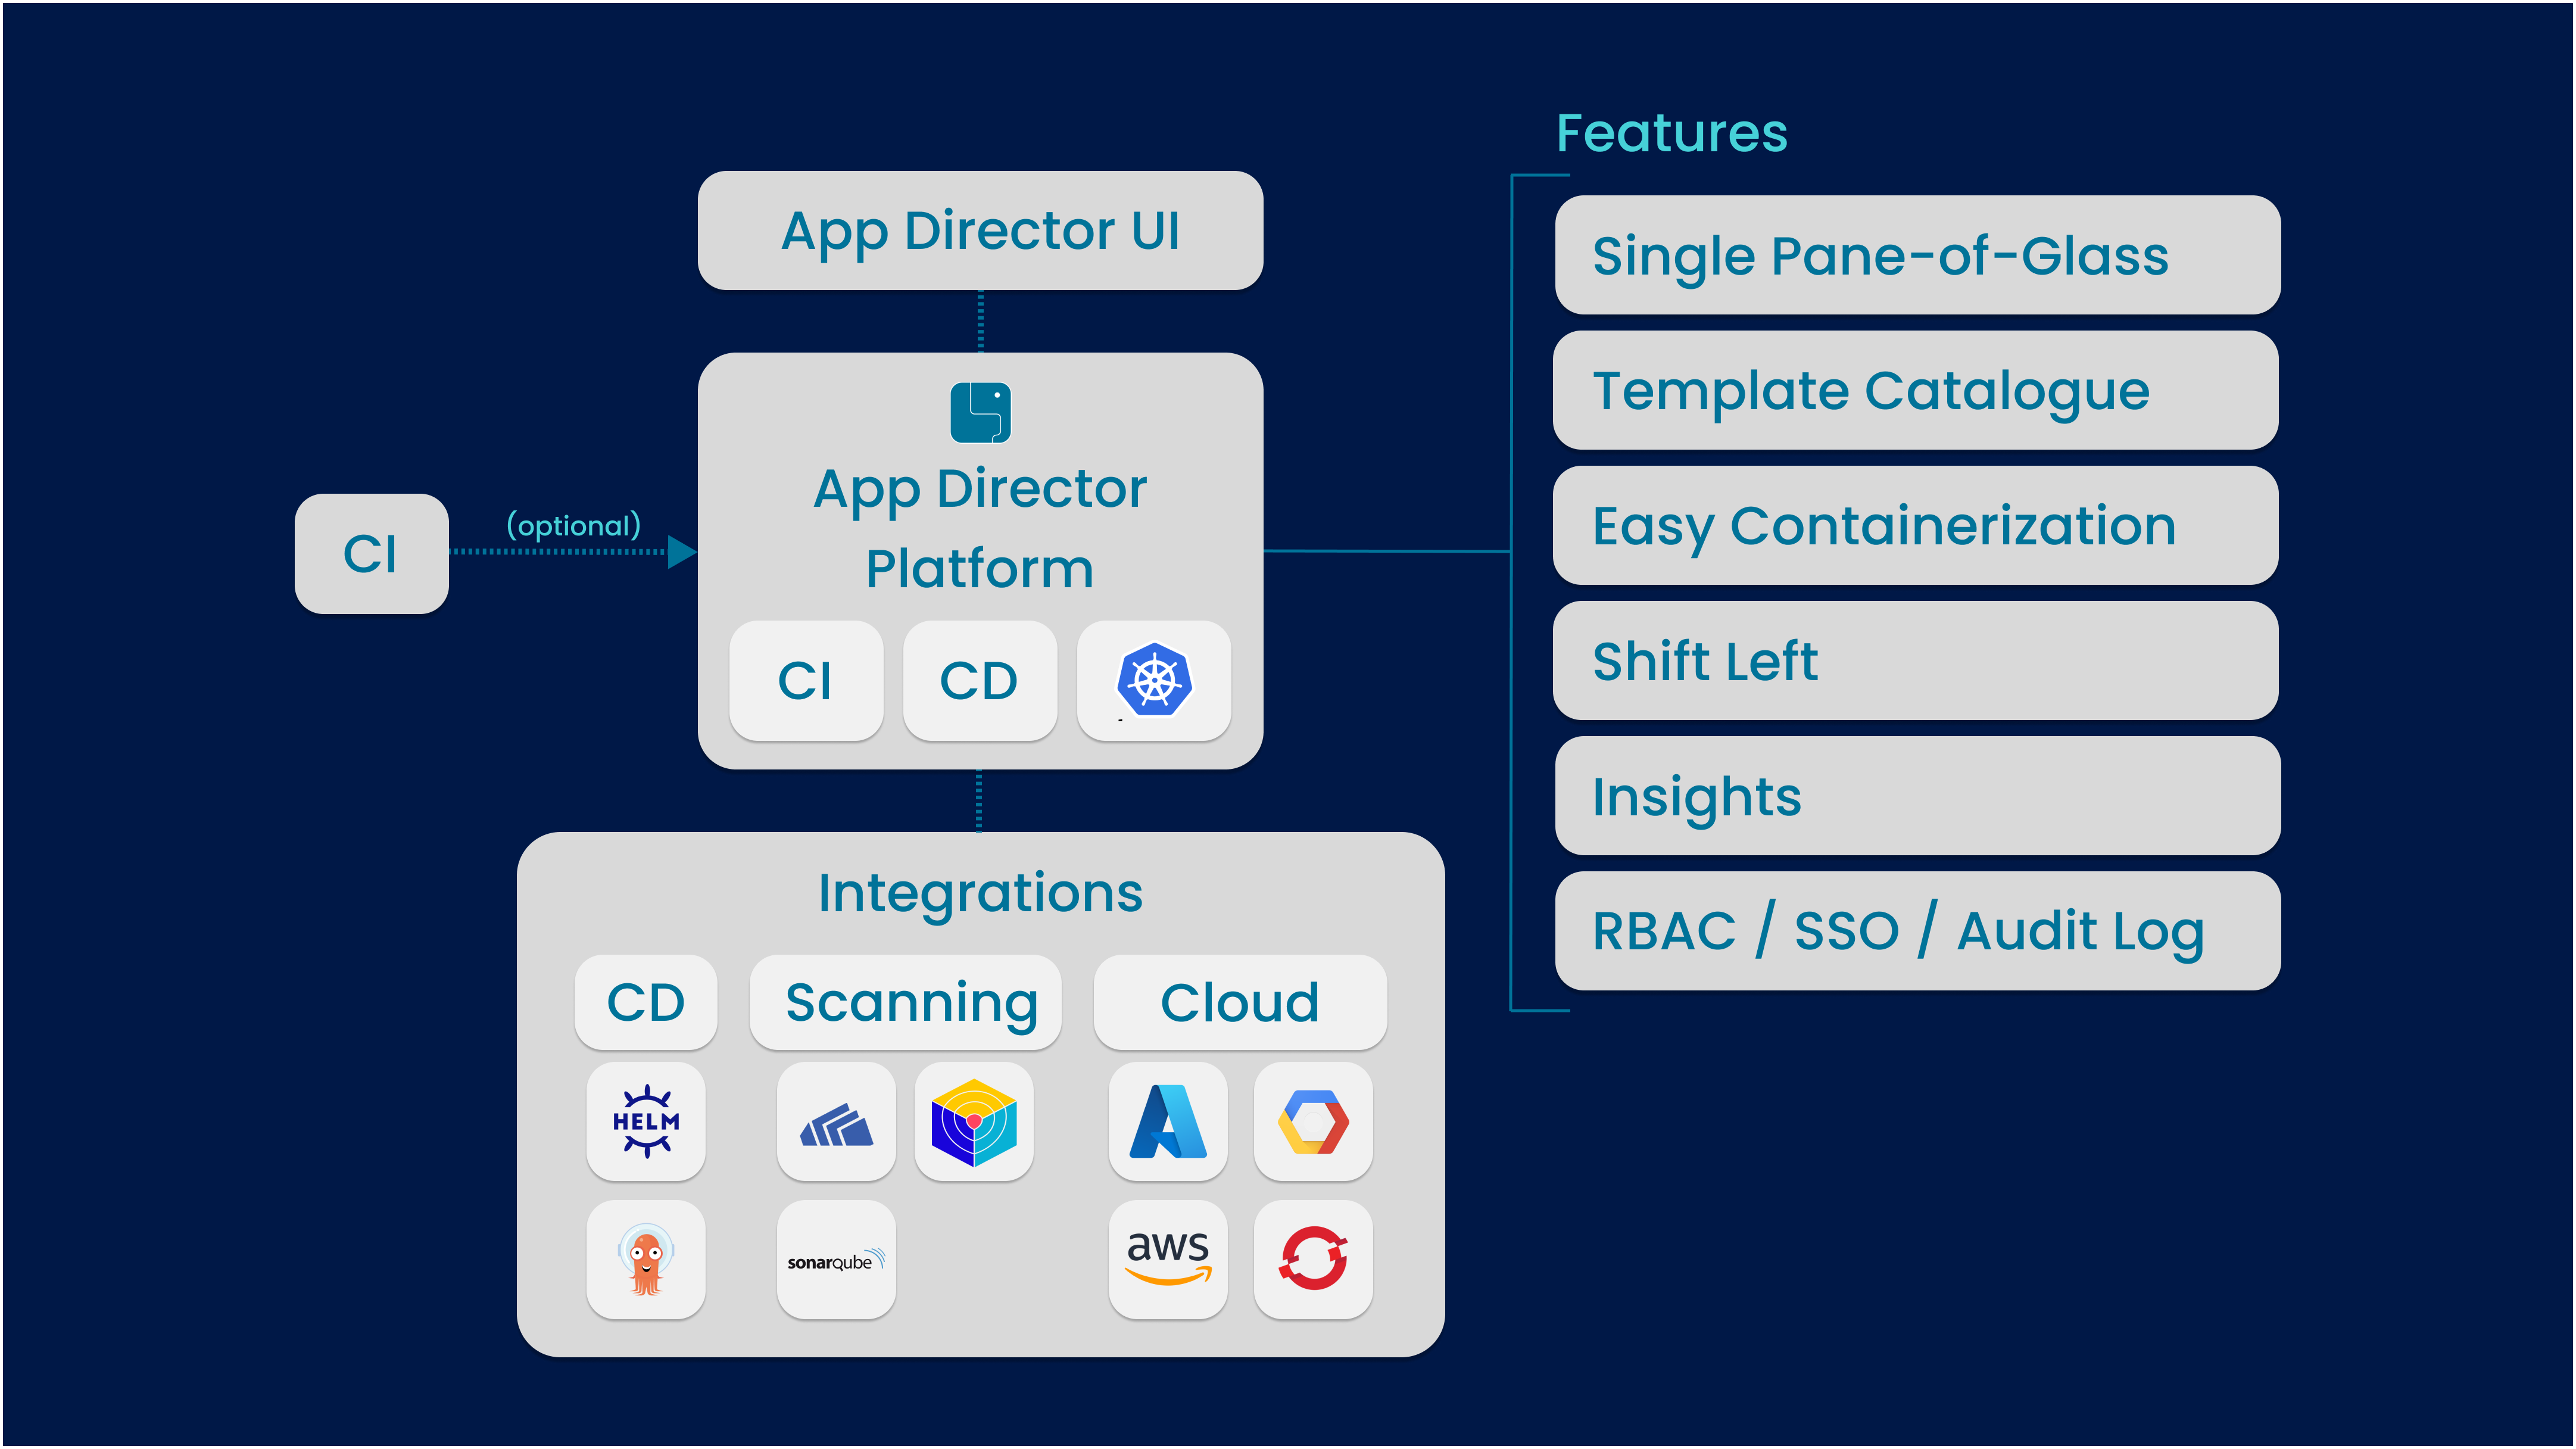 Features
App Director UI
Single Pane-of-Glass
Template Catalogue
App Director
Platform
CI
(optional)
Easy Containerization
CI
CD
Shift Left
Insights
Integrations
RBAC / SSO / Audit Log
CD
Scanning
Cloud
HELM
sonarqube
aws